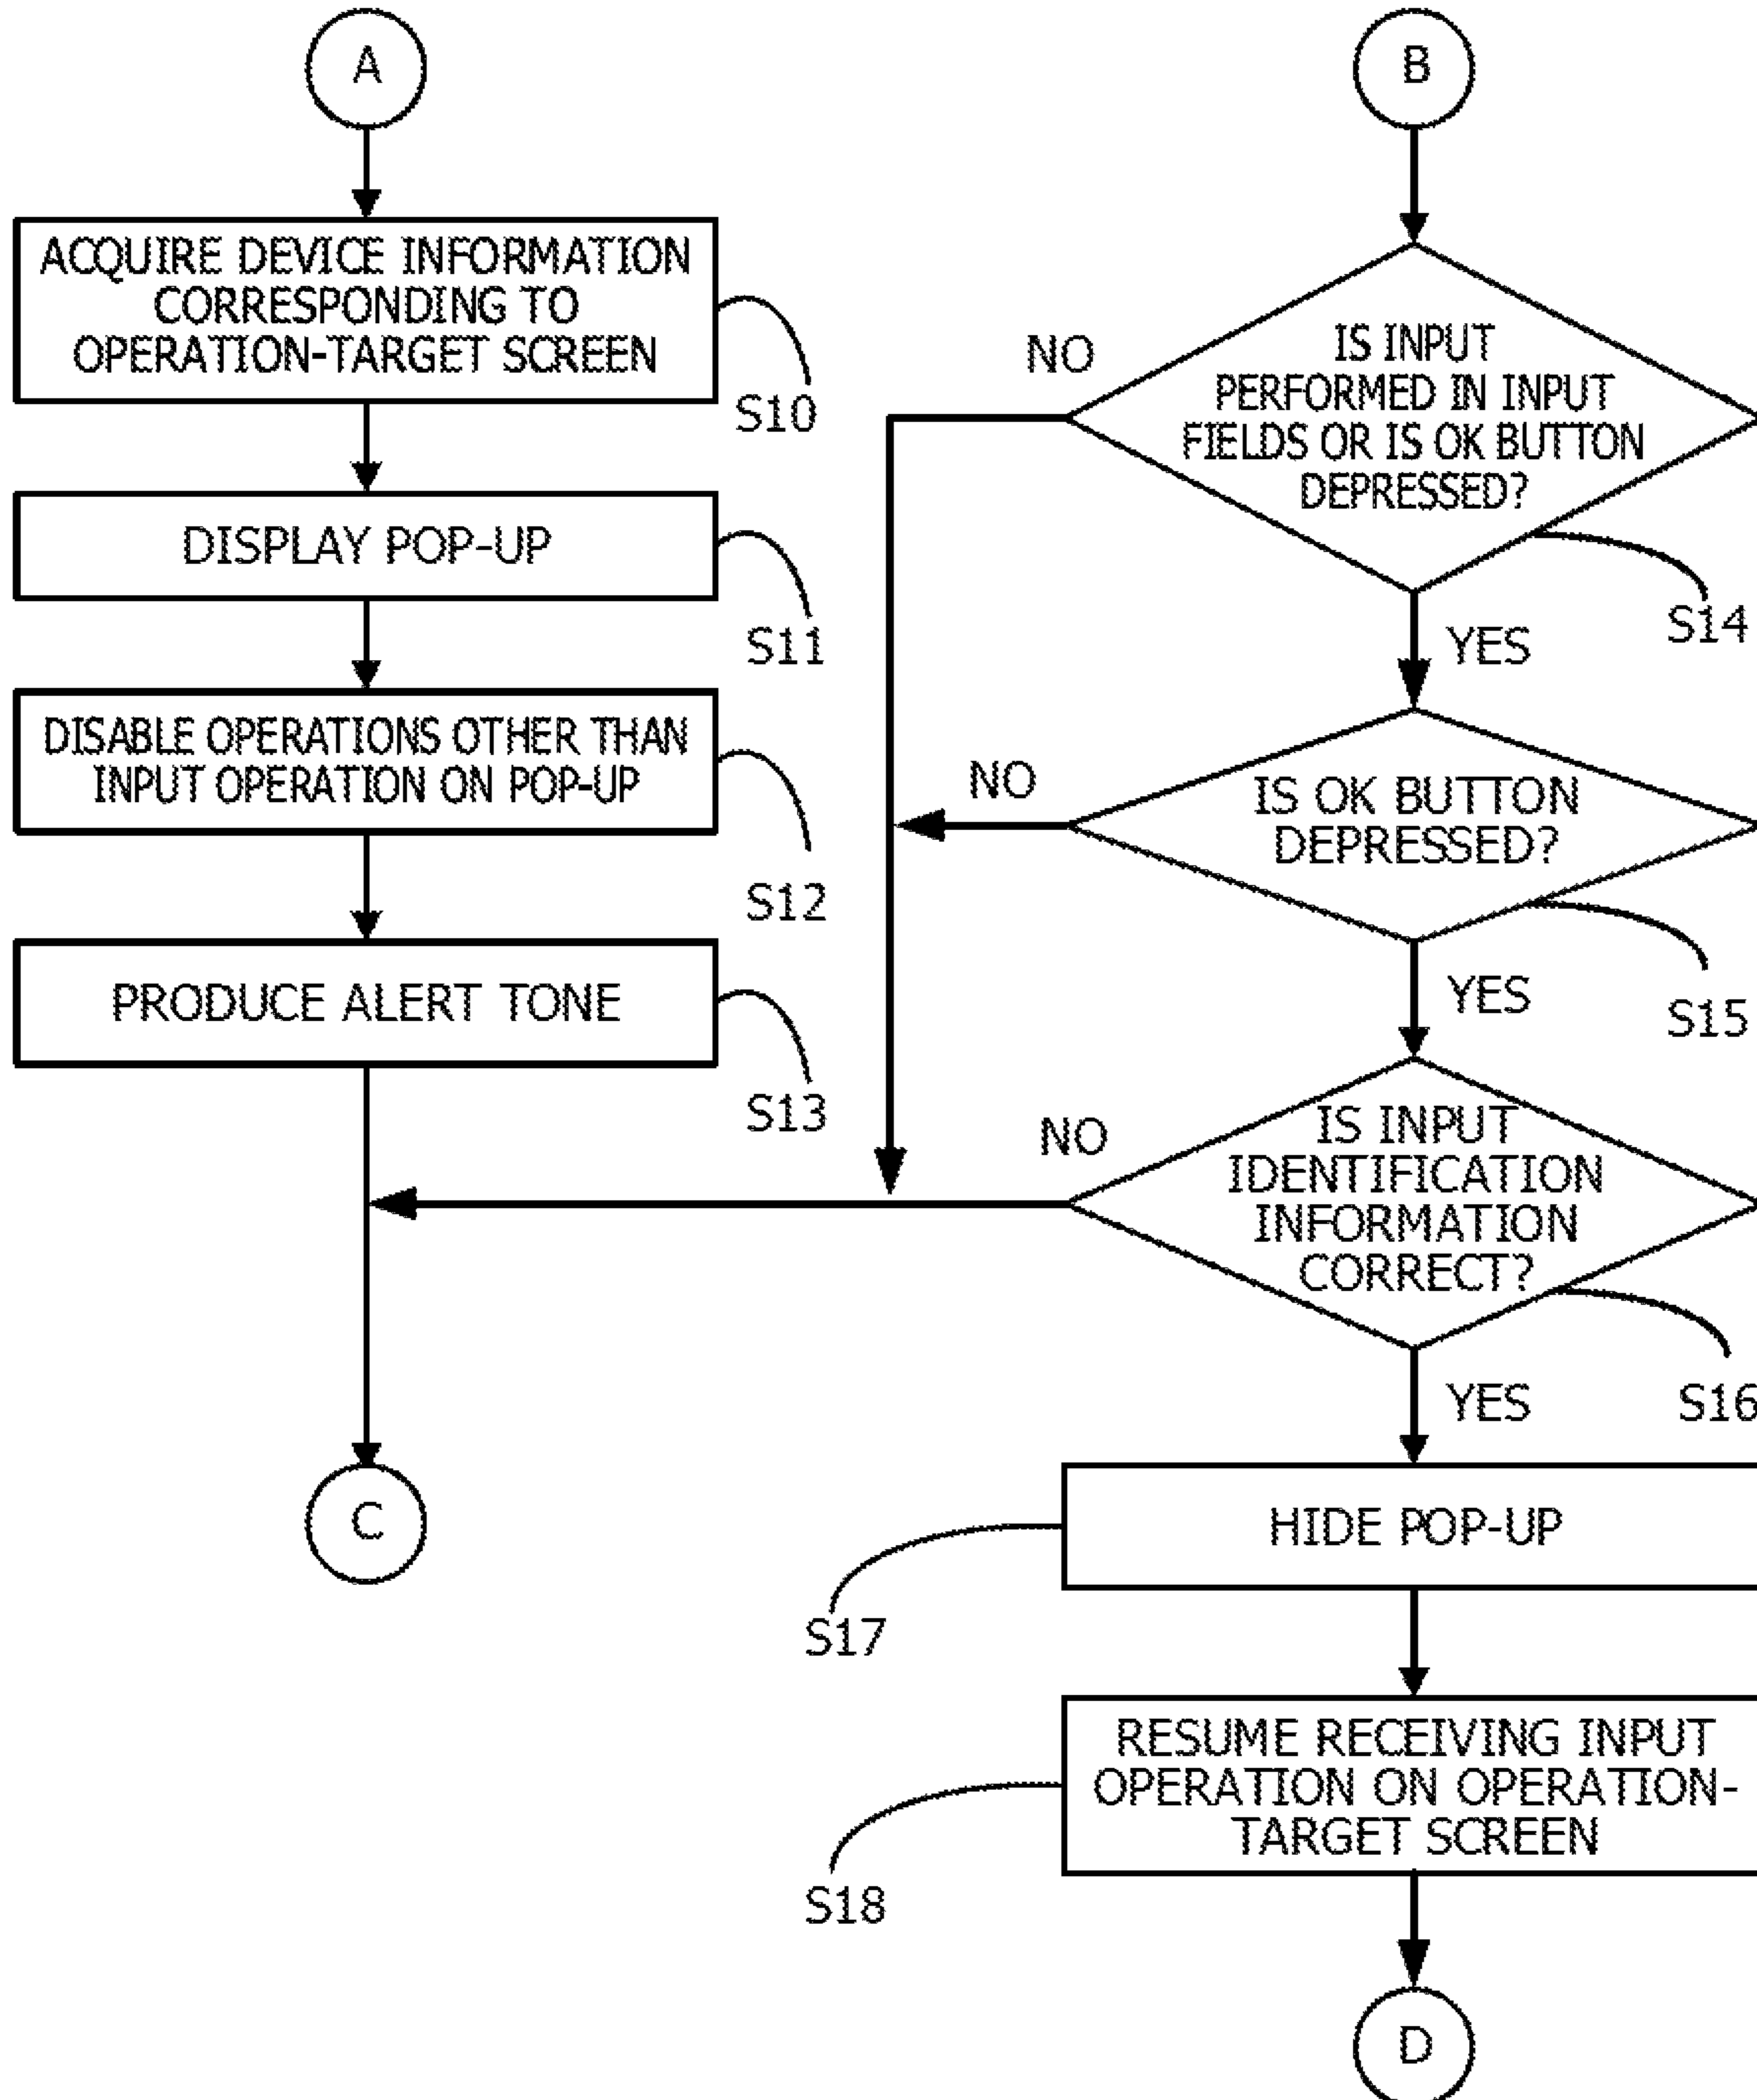 A
ACQUIRE DEVICE INFORMATION
CORRESPONDING TO
OPERATION-TARGET SCREEN
S10
DISPLAY POP-UP
S11
DISABLE OPERATIONS OTHER THAN
INPUT OPERATION ON POP-UP
S12
PRODUCE ALERT TONE
S13
C
B
IS INPUT
PERFORMED IN INPUT
FIELDS OR IS OK BUTTON
DEPRESSED?
NO
S14
YES
IS OK BUTTON
DEPRESSED?
NO
S15
YES
IS INPUT
IDENTIFICATION
INFORMATION
CORRECT?
NO
S16
YES
HIDE POP-UP
S17
RESUME RECEIVING INPUT
OPERATION ON OPERATION-
TARGET SCREEN
S18
D